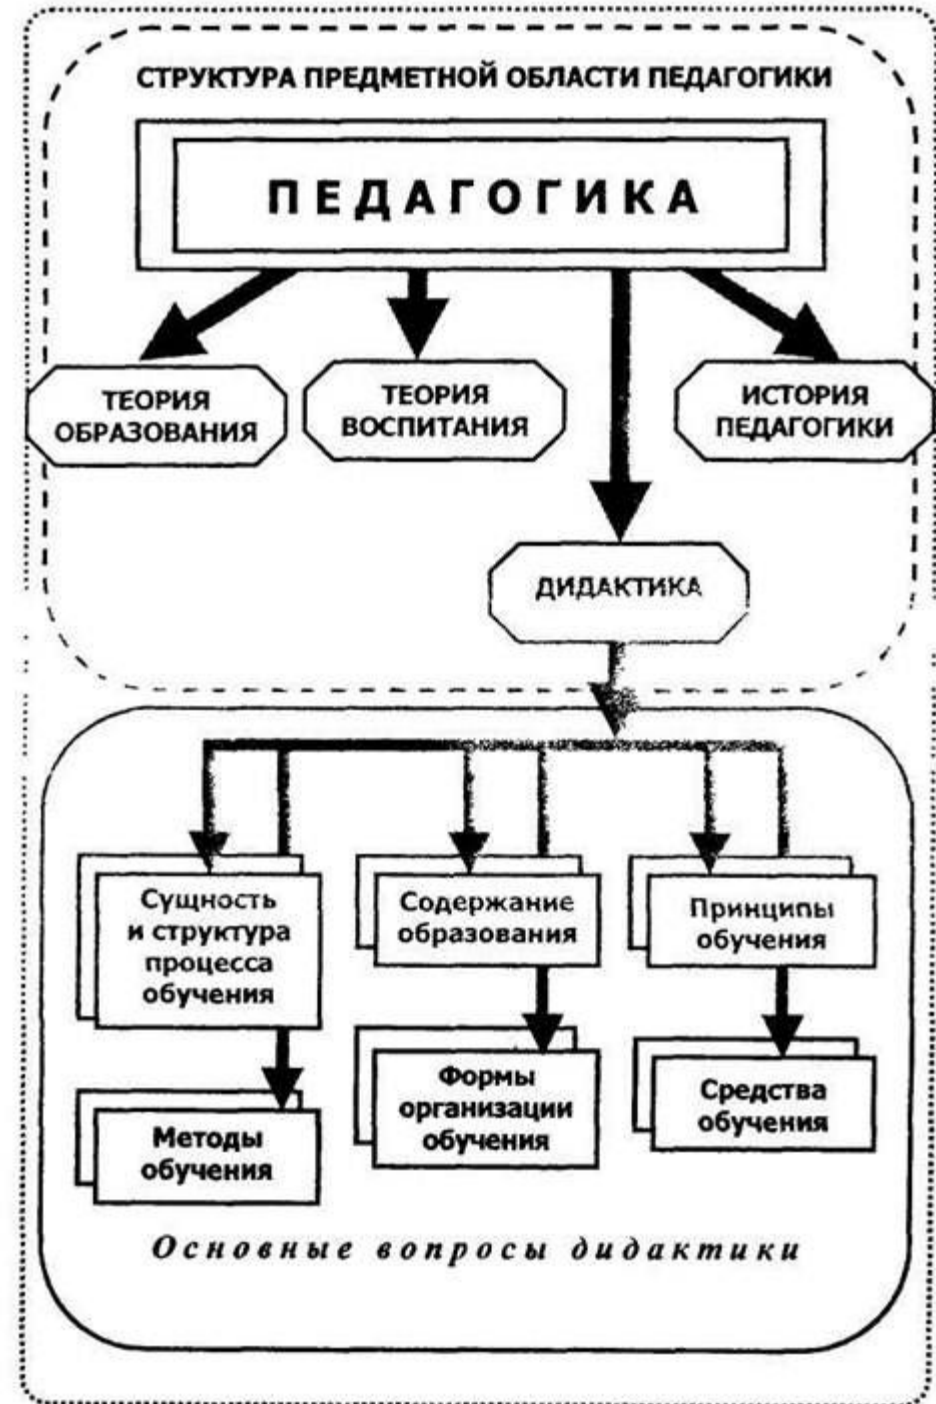 СТРУКТУРА ПРЕДМЕТНОЙ ОБЛАСТИ ПЕДАГОГИКИ
ПЕДАГОГИКА
ТЕОРИЯ
ОБРАЗОВАНИЯ
ТЕОРИЯ
ВОСПИТАНИЯ
ИСТОРИЯ
ПЕДАГОГИКИ
ДИДАКТИКА
Сущность
и структура
процесса
обучения
Содержание
образования
Принципы
обучения
Методы
обучения
Формы
организации
обучения
Средства
обучения
Основные вопросы дидактики